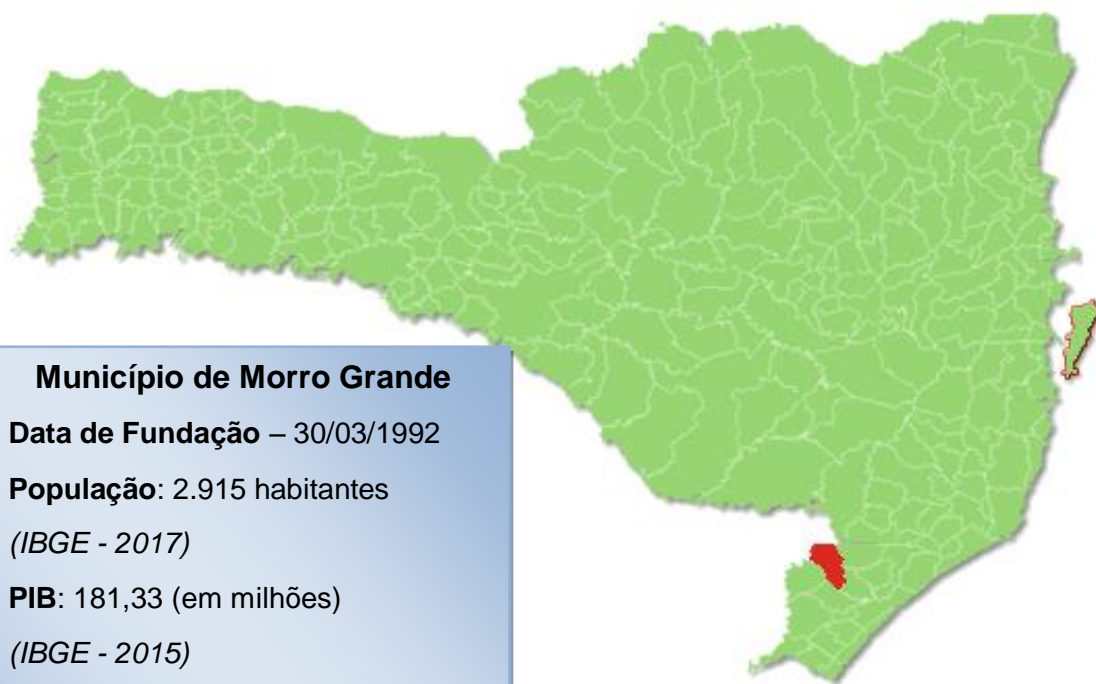 Município de Morro Grande
Data de Fundação – 30/03/1992
População: 2.915 habitantes
(IBGE - 2017)
PIB: 181,33 (em milhões)
(IBGE - 2015)